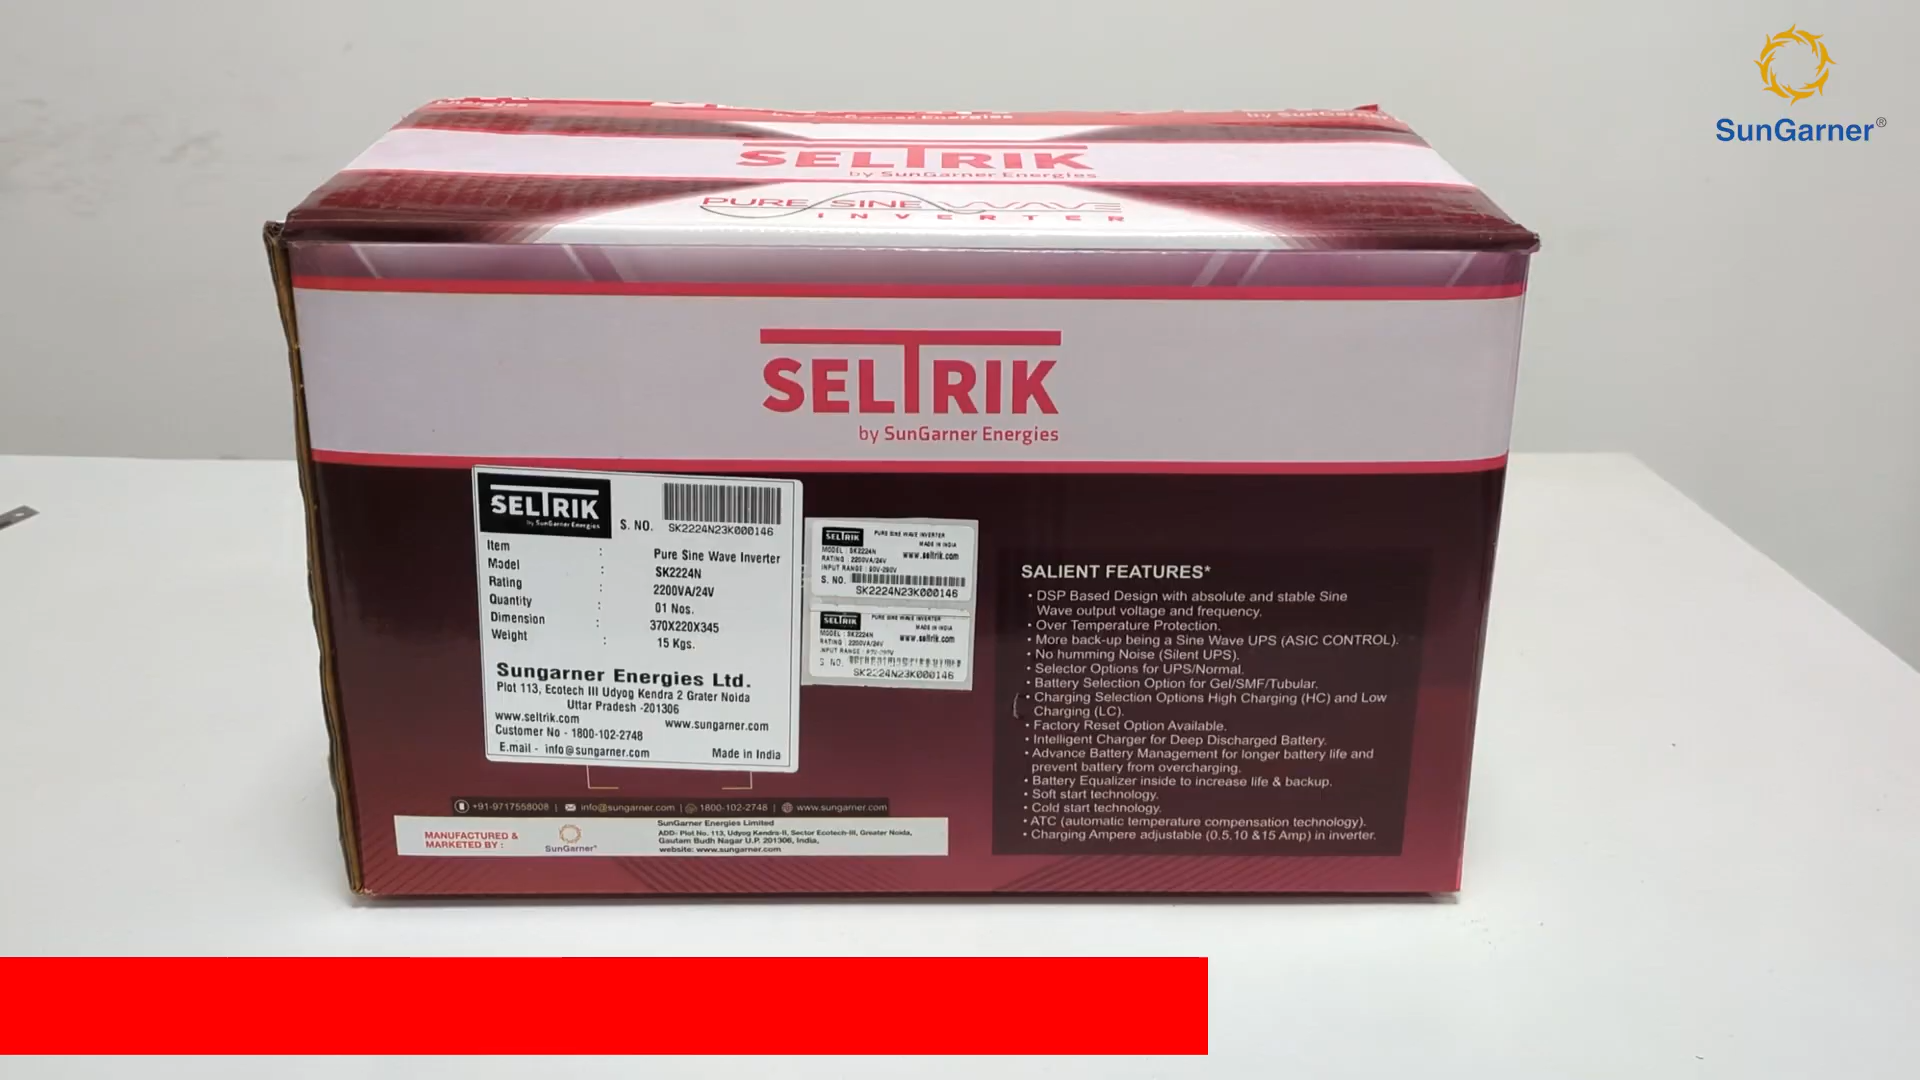 SunGarner®
by SunGarner Energies
by SunGarner
SELTRIK
by SunGarner Energies
PURE SINE WAVE
INVERTER
SELTRIK
by SunGarner Energies
SELTRIK
by SunGarner Energies
S. NO. SK2224N23K000146
Item : Pure Sine Wave Inverter
Model : SK2224N
Rating : 2200VA/24V
Quantity : 01 Nos.
Dimension : 370X220X345
Weight : 15 Kgs.
Sungarner Energies Ltd.
Plot 113, Ecotech III Udyog Kendra 2 Grater Noida
Uttar Pradesh -201306
www.seltrik.com www.sungarner.com
Customer No - 1800-102-2748
E.mail - info@sungarner.com Made in India
SELTRIK PURE SINE WAVE INVERTER
MADE IN INDIA
MODEL : SK2224N www.seltrik.com
RATING : 2200VA/24V
INPUT RANGE : 90V-290V
S. NO.
SK2224N23K000146
SELTRIK PURE SINE WAVE INVERTER
MADE IN INDIA
MODEL : SK2224N www.seltrik.com
RATING : 2200VA/24V
INPUT RANGE : 90V-290V
S NO.
SK2224N23K000146
SALIENT FEATURES*
• DSP Based Design with absolute and stable Sine
Wave output voltage and frequency.
• Over Temperature Protection.
• More back-up being a Sine Wave UPS (ASIC CONTROL).
• No humming Noise (Silent UPS).
• Selector Options for UPS/Normal.
• Battery Selection Option for Gel/SMF/Tubular.
• Charging Selection Options High Charging (HC) and Low
Charging (LC).
• Factory Reset Option Available.
• Intelligent Charger for Deep Discharged Battery.
• Advance Battery Management for longer battery life and
prevent battery from overcharging.
• Battery Equalizer inside to increase life & backup.
• Soft start technology.
• Cold start technology.
• ATC (automatic temperature compensation technology).
• Charging Ampere adjustable (0.5,10 &15 Amp) in inverter.
+91-9717558008 | info@sungarner.com | 1800-102-2748 | www.sungarner.com
MANUFACTURED &
MARKETED BY :
SunGarner®
SunGarner Energies Limited
ADD- Plot No. 113, Udyog Kendra-II, Sector Ecotech-III, Greater Noida,
Gautam Budh Nagar U.P. 201306, India,
website: www.sungarner.com